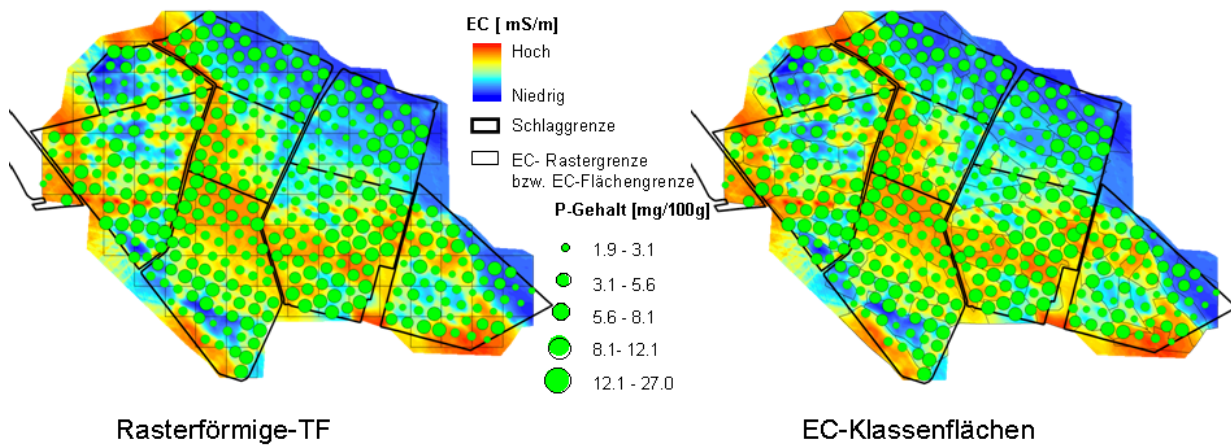 EC [ mS/m]
Hoch
Niedrig
Schlaggrenze
EC- Rastergrenze
bzw. EC-Flächengrenze
P-Gehalt [mg/100g]
1.9 - 3.1
3.1 - 5.6
5.6 - 8.1
8.1- 12.1
12.1 - 27.0
Rasterförmige-TF
EC-Klassenflächen